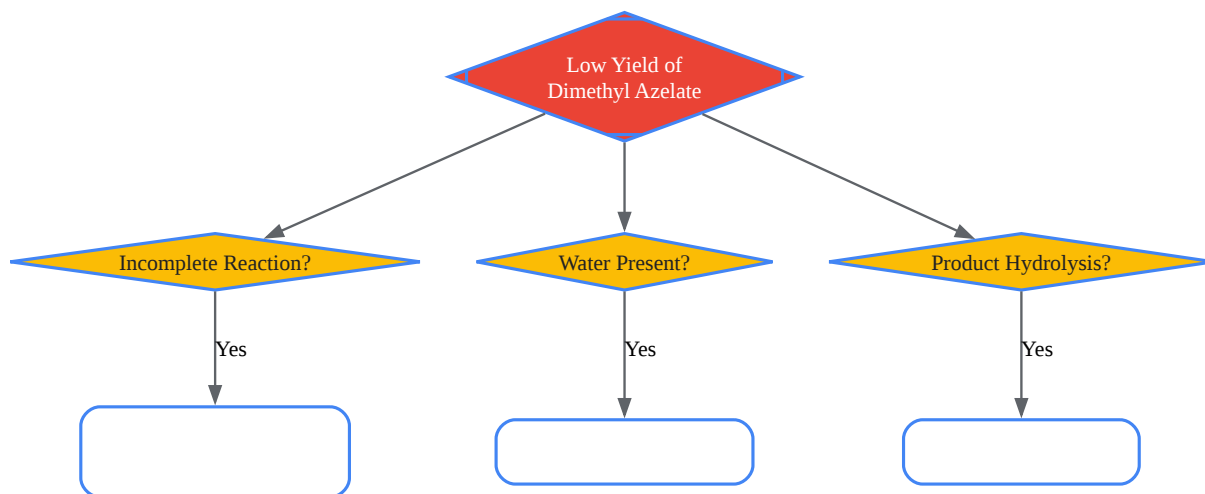 Low Yield of
Dimethyl Azelate
Incomplete Reaction?
Water Present?
Product Hydrolysis?
Yes
Yes
Yes